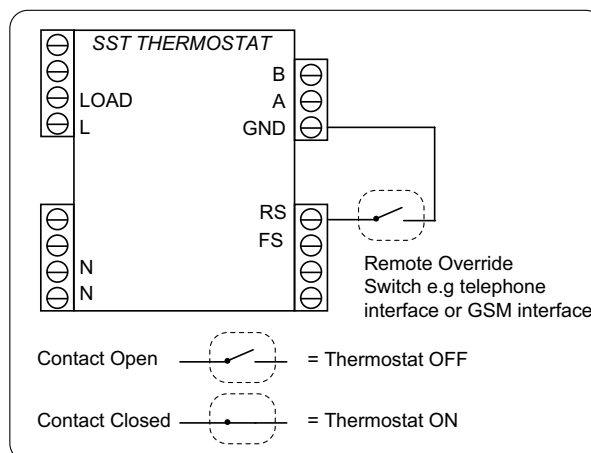 SST THERMOSTAT
B
LOAD
A
L
GND
RS
FS
N
N
Remote Override
Switch e.g telephone
interface or GSM interface
Contact Open = Thermostat OFF
Contact Closed = Thermostat ON